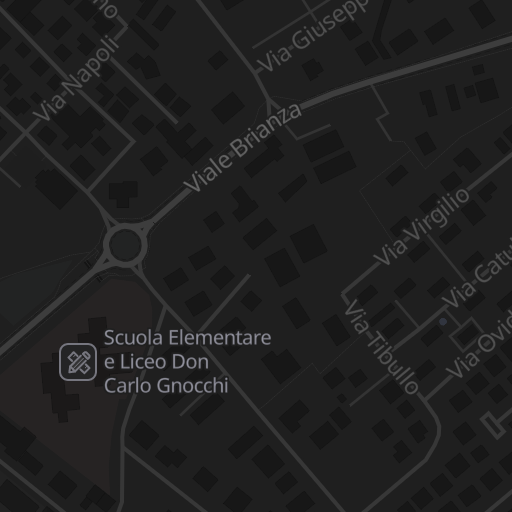 Via Napoli
Via Giusepp
Viale Brianza
Via Virgilio
Via Catul
Via Tibullo
Via Ovid
Scuola Elementare
e Liceo Don
Carlo Gnocchi